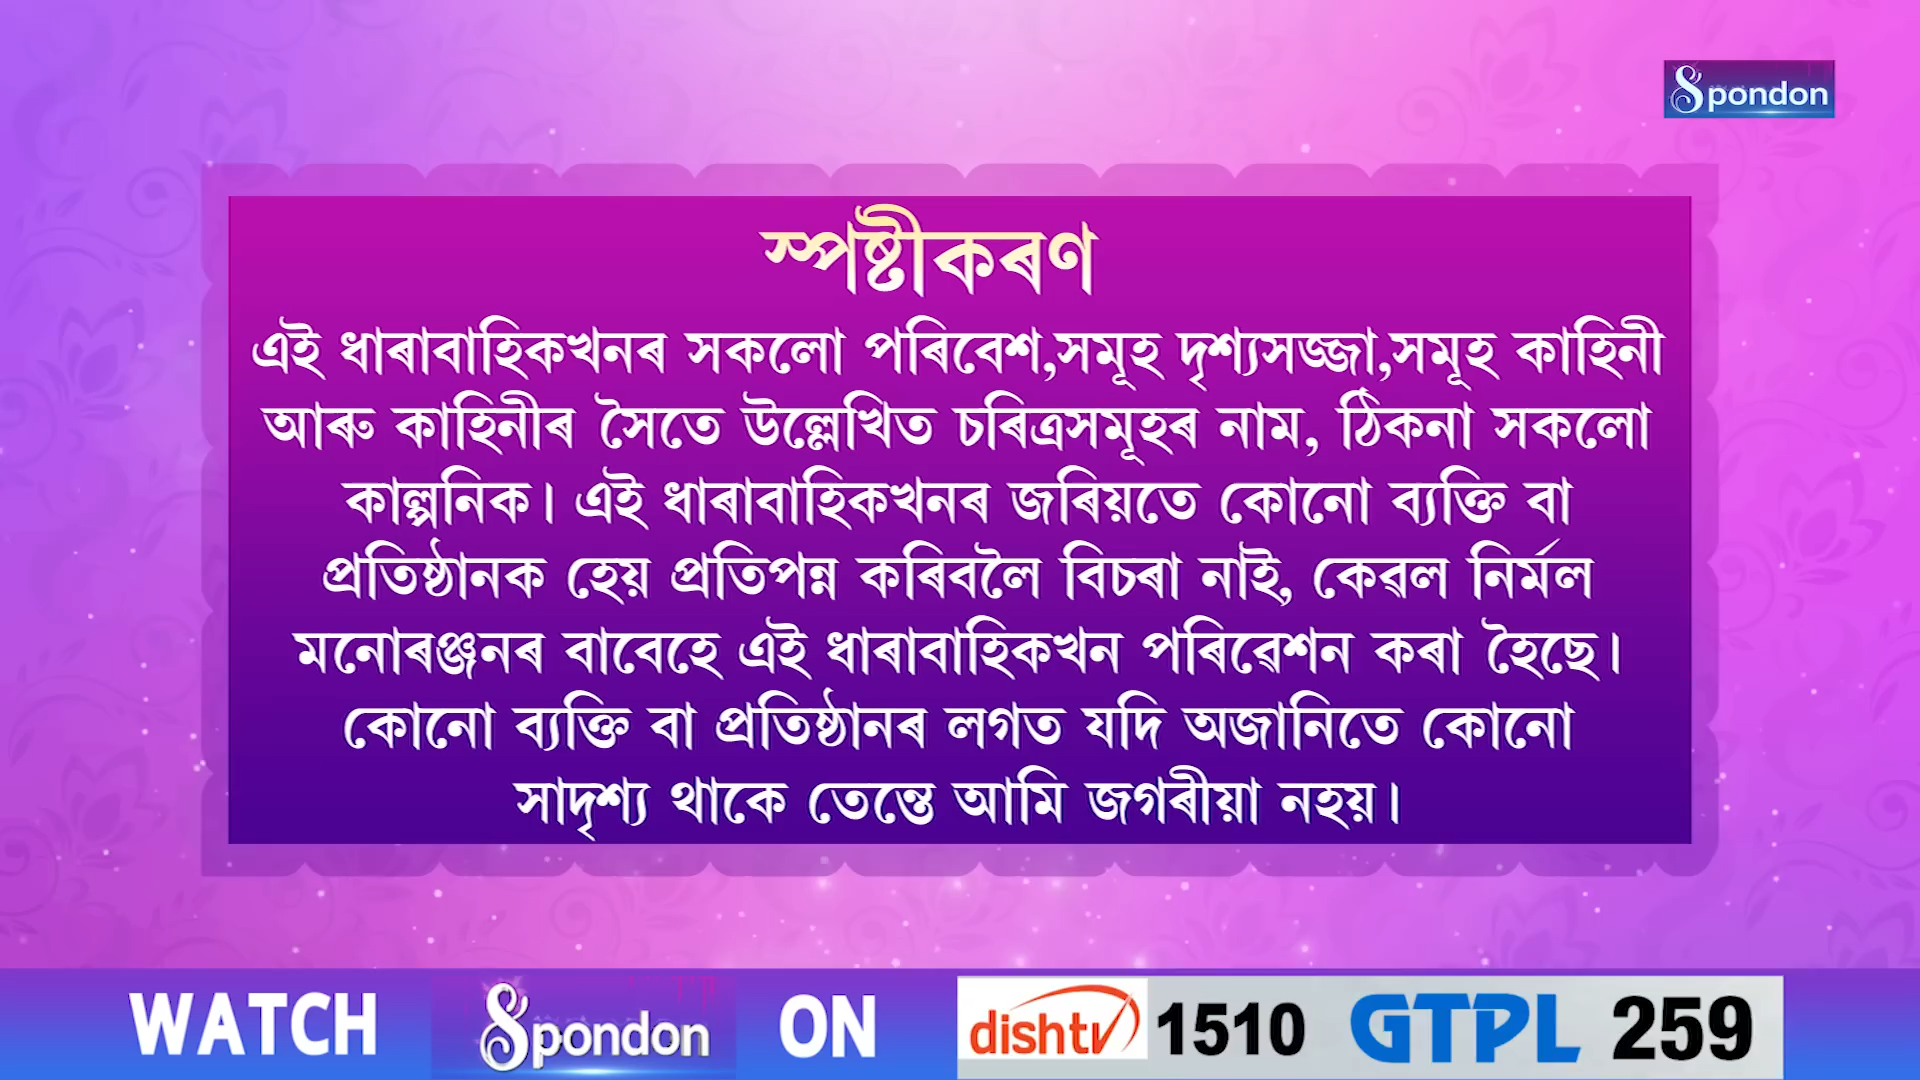 Spondon
স্পষ্টীকৰণ
এই ধাৰাবাহিকখনৰ সকলো পৰিবেশ,সমূহ দৃশ্যসজ্জা,সমূহ কাহিনী
আৰু কাহিনীৰ সৈতে উল্লেখিত চৰিত্ৰসমূহৰ নাম, ঠিকনা সকলো
কাল্পনিক। এই ধাৰাবাহিকখনৰ জৰিয়তে কোনো ব্যক্তি বা
প্ৰতিষ্ঠানক হেয় প্ৰতিপন্ন কৰিবলৈ বিচৰা নাই, কেৱল নিৰ্মল
মনোৰঞ্জনৰ বাবেহে এই ধাৰাবাহিকখন পৰিৱেশন কৰা হৈছে।
কোনো ব্যক্তি বা প্ৰতিষ্ঠানৰ লগত যদি অজানিতে কোনো
সাদৃশ্য থাকে তেন্তে আমি জগৰীয়া নহয়।
WATCH Spondon ON dishtv 1510 GTPL 259